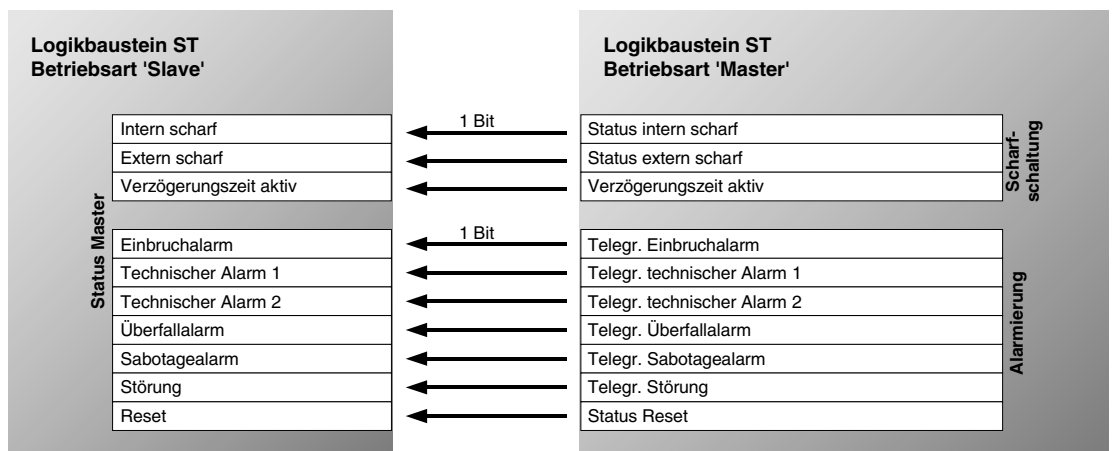 Logikbaustein ST
Betriebsart 'Slave'
Status Master
Intern scharf
Extern scharf
Verzögerungszeit aktiv
Einbruchalarm
Technischer Alarm 1
Technischer Alarm 2
Überfallalarm
Sabotagealarm
Störung
Reset
1 Bit
1 Bit
Logikbaustein ST
Betriebsart 'Master'
Status intern scharf
Status extern scharf
Verzögerungszeit aktiv
Scharf-
schaltung
Telegr. Einbruchalarm
Telegr. technischer Alarm 1
Telegr. technischer Alarm 2
Telegr. Überfallalarm
Telegr. Sabotagealarm
Telegr. Störung
Status Reset
Alarmierung